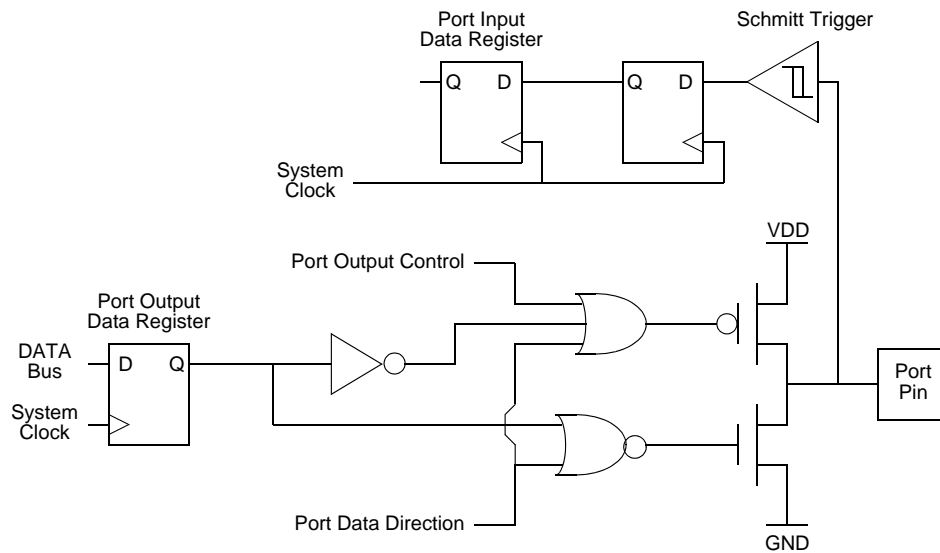 Port Input
Data Register
Schmitt Trigger
Q D
D
System
Clock
VDD
Port Output Control
Port Output
Data Register
DATA
Bus
D Q
System
Clock
Port
Pin
Port Data Direction
GND